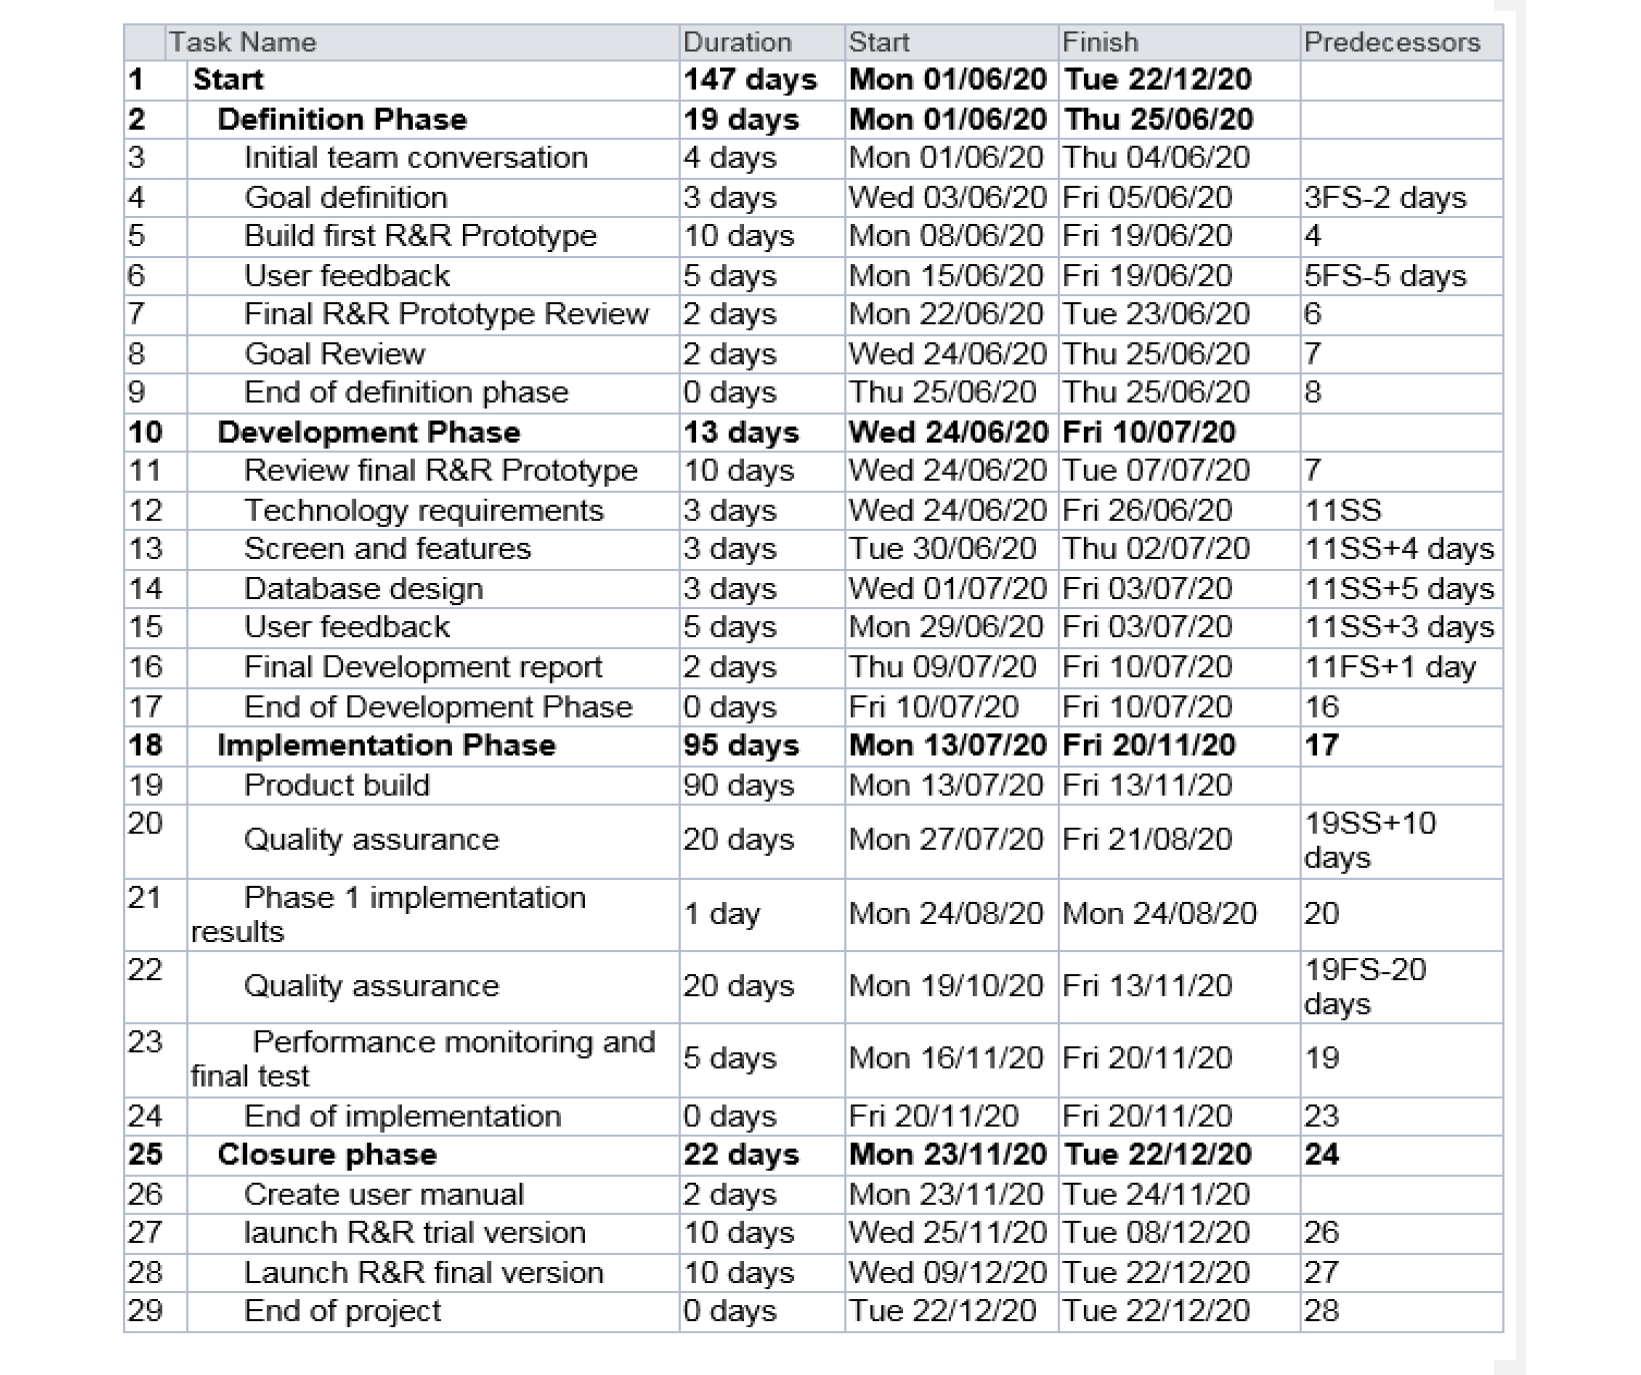 Task Name Duration Start Finish Predecessors
1 Start 147 days Mon 01/06/20 Tue 22/12/20
2 Definition Phase 19 days Mon 01/06/20 Thu 25/06/20
3 Initial team conversation 4 days Mon 01/06/20 Thu 04/06/20
4 Goal definition 3 days Wed 03/06/20 Fri 05/06/20 3FS-2 days
5 Build first R&R Prototype 10 days Mon 08/06/20 Fri 19/06/20 4
6 User feedback 5 days Mon 15/06/20 Fri 19/06/20 5FS-5 days
7 Final R&R Prototype Review 2 days Mon 22/06/20 Tue 23/06/20 6
8 Goal Review 2 days Wed 24/06/20 Thu 25/06/20 7
9 End of definition phase 0 days Thu 25/06/20 Thu 25/06/20 8
10 Development Phase 13 days Wed 24/06/20 Fri 10/07/20
11 Review final R&R Prototype 10 days Wed 24/06/20 Tue 07/07/20 7
12 Technology requirements 3 days Wed 24/06/20 Fri 26/06/20 11SS
13 Screen and features 3 days Tue 30/06/20 Thu 02/07/20 11SS+4 days
14 Database design 3 days Wed 01/07/20 Fri 03/07/20 11SS+5 days
15 User feedback 5 days Mon 29/06/20 Fri 03/07/20 11SS+3 days
16 Final Development report 2 days Thu 09/07/20 Fri 10/07/20 11FS+1 day
17 End of Development Phase 0 days Fri 10/07/20 Fri 10/07/20 16
18 Implementation Phase 95 days Mon 13/07/20 Fri 20/11/20 17
19 Product build 90 days Mon 13/07/20 Fri 13/11/20
20 Quality assurance 20 days Mon 27/07/20 Fri 21/08/20 19SS+10
days
21 Phase 1 implementation
results 1 day Mon 24/08/20 Mon 24/08/20 20
22 Quality assurance 20 days Mon 19/10/20 Fri 13/11/20 19FS-20
days
23 Performance monitoring and
final test 5 days Mon 16/11/20 Fri 20/11/20 19
24 End of implementation 0 days Fri 20/11/20 Fri 20/11/20 23
25 Closure phase 22 days Mon 23/11/20 Tue 22/12/20 24
26 Create user manual 2 days Mon 23/11/20 Tue 24/11/20
27 launch R&R trial version 10 days Wed 25/11/20 Tue 08/12/20 26
28 Launch R&R final version 10 days Wed 09/12/20 Tue 22/12/20 27
29 End of project 0 days Tue 22/12/20 Tue 22/12/20 28